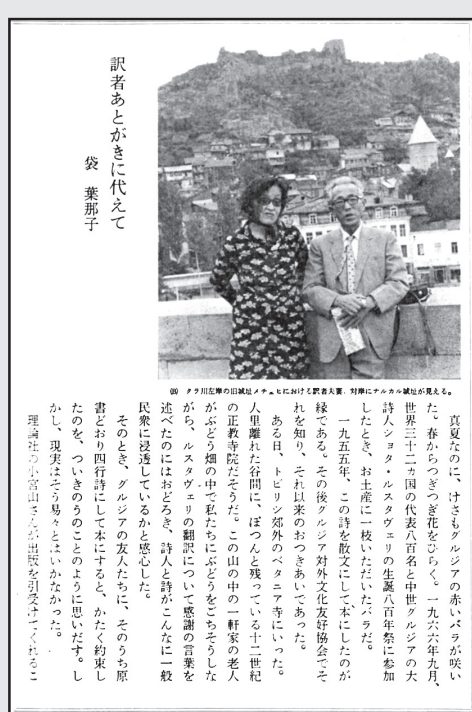 訳者あとがきに代えて
袋 葉那子
クラ川左岸の旧城址メテュヒにおける訳者夫妻．対岸にナルカル城址が見える。
真夏なのに、けさもグルジアの赤いバラが咲い
た。春からつぎつぎ花をひらく。一九六六年九月、
世界三十二ヵ国の代表八百名と中世グルジアの大
詩人ショタ・ルスタヴェリの生誕八百年祭に参加
したとき、お土産に一枝いただいたバラだ。
一九五五年、この詩を散文にして本にしたのが
縁である。その後グルジア対外文化友好協会でそ
れを知り、それ以来のおつきあいであった。
ある日、トビリシ郊外のベタニア寺にいった。
人里離れた谷間に、ぽつんと残っている十二世紀
の正教寺院だそうだ。この山の中の一軒家の老人
がぶどう畑の中で私たちにぶどうをごちそうしな
がら、ルスタヴェリの翻訳について感謝の言葉を
述べたのにはおどろき、詩人と詩がこんなに一般
民衆に浸透しているかと感心した。
そのとき、グルジアの友人たちに、そのうち原
書どおり四行詩にして本にすると、かたく約束し
たのを、ついきのうのことのように思いだす。し
かし、現実はそう易々とはいかなかった。
理論社の小宮山さんが出版を引受けてくれるこ